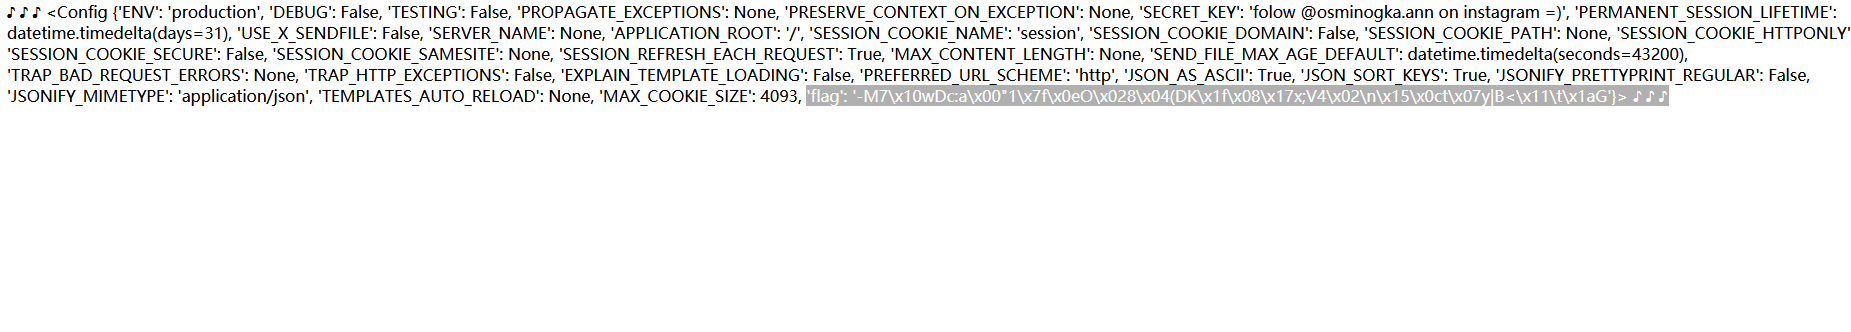 ♪ ♪ ♪ <Config {'ENV': 'production', 'DEBUG': False, 'TESTING': False, 'PROPAGATE_EXCEPTIONS': None, 'PRESERVE_CONTEXT_ON_EXCEPTION': None, 'SECRET_KEY': 'folow @osminogka.ann on instagram =)', 'PERMANENT_SESSION_LIFETIME':
datetime.timedelta(days=31), 'USE_X_SENDFILE': False, 'SERVER_NAME': None, 'APPLICATION_ROOT': '/', 'SESSION_COOKIE_NAME': 'session', 'SESSION_COOKIE_DOMAIN': False, 'SESSION_COOKIE_PATH': None, 'SESSION_COOKIE_HTTPONLY'
'SESSION_COOKIE_SECURE': False, 'SESSION_COOKIE_SAMESITE': None, 'SESSION_REFRESH_EACH_REQUEST': True, 'MAX_CONTENT_LENGTH': None, 'SEND_FILE_MAX_AGE_DEFAULT': datetime.timedelta(seconds=43200),
'TRAP_BAD_REQUEST_ERRORS': None, 'TRAP_HTTP_EXCEPTIONS': False, 'EXPLAIN_TEMPLATE_LOADING': False, 'PREFERRED_URL_SCHEME': 'http', 'JSON_AS_ASCII': True, 'JSON_SORT_KEYS': True, 'JSONIFY_PRETTYPRINT_REGULAR': False,
'JSONIFY_MIMETYPE': 'application/json', 'TEMPLATES_AUTO_RELOAD': None, 'MAX_COOKIE_SIZE': 4093, 'flag': '-M7\x10wDc:a\x00"1\x7f\x0eO\x028\x04(DK\x1f\x08\x17x;V4\x02\n\x15\x0ct\x07y|B<\x11\t\x1aG'}> ♪ ♪ ♪